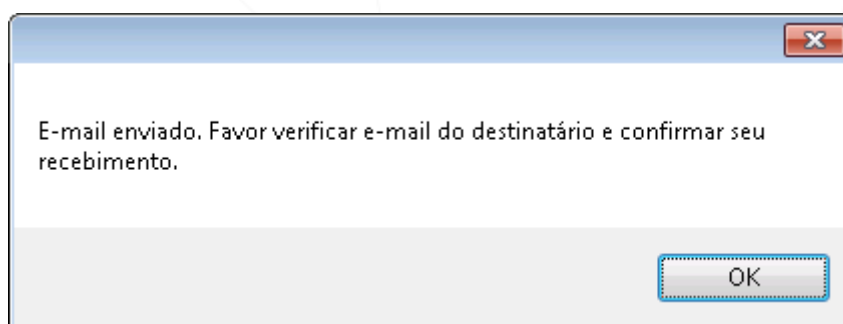 E-mail enviado. Favor verificar e-mail do destinatário e confirmar seu
recebimento.
OK